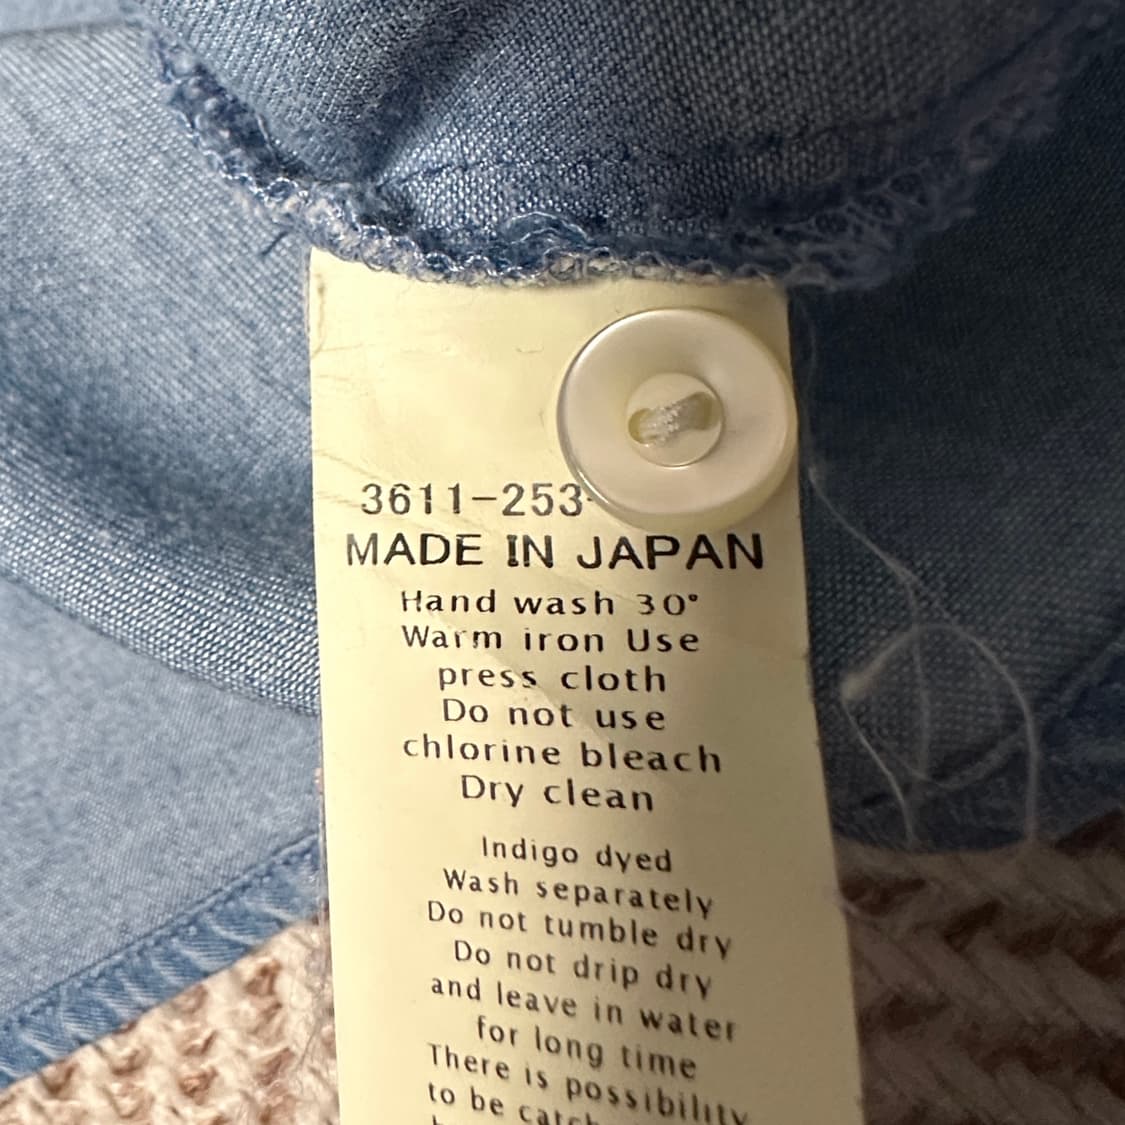 3611-253
MADE IN JAPAN
Hand wash 30°
Warm iron Use
press cloth
Do not use
chlorine bleach
Dry clean
Indigo dyed
Wash separately
Do not tumble dry
Do not drip dry
and leave in water
for long time
There is possibility
to be